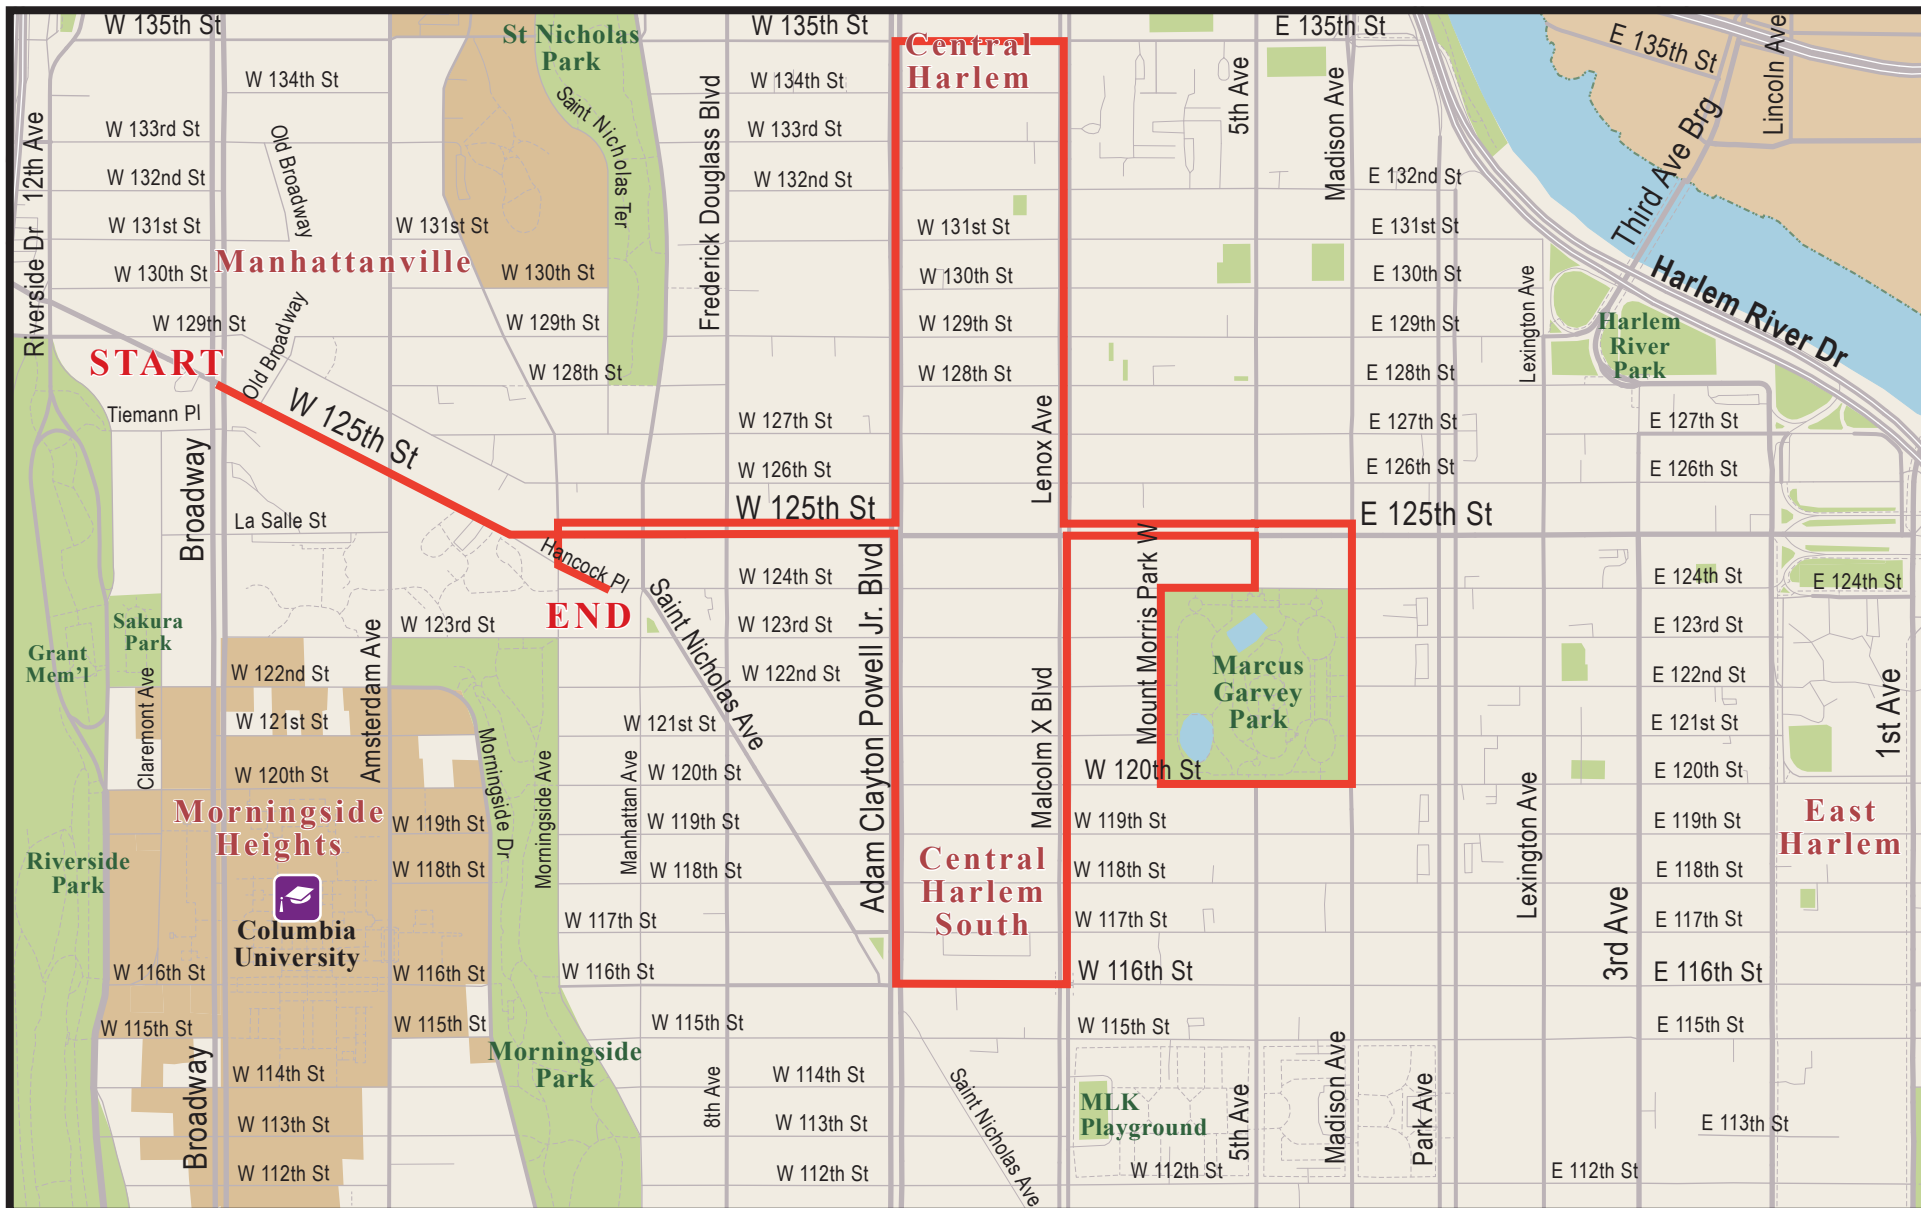 W 135th St
W 135th St
E 135th St
E 135th St
Lincoln Ave
St Nicholas
Park
Central
Harlem
W 134th St
W 134th St
Saint Nicholas Ter
Frederick Douglass Blvd
5th Ave
Madison Ave
Third Ave Brg
12th Ave
Riverside Dr
W 133rd St
Old Broadway
W 133rd St
W 132nd St
W 132nd St
E 132nd St
W 131st St
W 131st St
W 131st St
E 131st St
Manhattanville
W 130th St
W 130th St
W 130th St
E 130th St
Lexington Ave
Harlem River Dr
W 129th St
Old Broadway
W 129th St
W 129th St
E 129th St
Harlem
River
Park
START
W 128th St
W 128th St
E 128th St
Tiemann Pl
W 125th St
W 127th St
Lenox Ave
E 127th St
E 127th St
Broadway
W 126th St
E 126th St
E 126th St
La Salle St
W 125th St
E 125th St
Hancock Pl
END
Saint Nicholas Ave
W 124th St
Adam Clayton Powell Jr. Blvd
Mount Morris Park W
E 124th St
E 124th St
Sakura
Park
Grant
Mem'l
Amsterdam Ave
W 123rd St
W 123rd St
E 123rd St
Claremont Ave
W 122nd St
W 122nd St
Malcolm X Blvd
Marcus
Garvey
Park
E 122nd St
1st Ave
W 121st St
Morningside Dr
Morningside Ave
W 121st St
E 121st St
W 120th St
Manhattan Ave
W 120th St
W 120th St
Lexington Ave
E 120th St
Morningside
Heights
W 119th St
W 119th St
W 119th St
E 119th St
East
Harlem
Riverside
Park
W 118th St
W 118th St
Central
Harlem
South
W 118th St
E 118th St
Columbia
University
W 117th St
W 117th St
3rd Ave
E 117th St
W 116th St
W 116th St
W 116th St
W 116th St
E 116th St
W 115th St
W 115th St
W 115th St
W 115th St
E 115th St
Morningside
Park
Broadway
W 114th St
8th Ave
W 114th St
Saint Nicholas Ave
MLK
Playground
5th Ave
Madison Ave
Park Ave
W 113th St
W 113th St
E 113th St
W 112th St
W 112th St
W 112th St
E 112th St